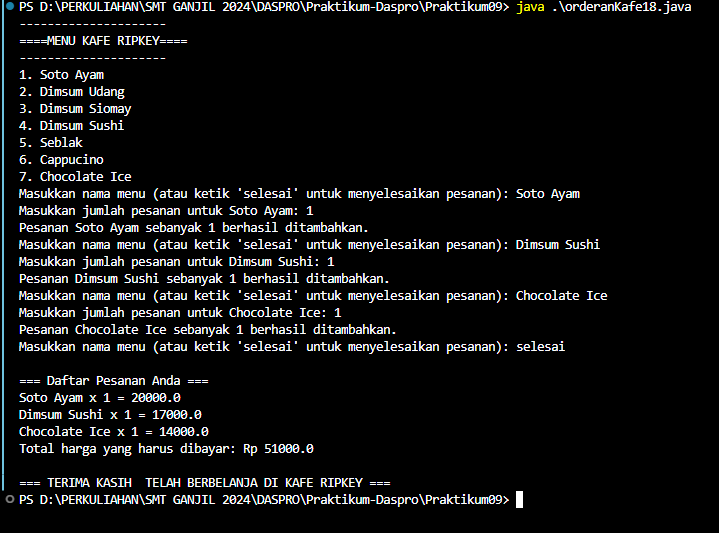 PS D:\PERKULIAHAN\SMT GANJIL 2024\DASPRO\Praktikum-Daspro\Praktikum09> java .\orderanKafe18.java
---------------------
====MENU KAFE RIPKEY====
---------------------
1. Soto Ayam
2. Dimsum Udang
3. Dimsum Siomay
4. Dimsum Sushi
5. Seblak
6. Cappucino
7. Chocolate Ice
Masukkan nama menu (atau ketik 'selesai' untuk menyelesaikan pesanan): Soto Ayam
Masukkan jumlah pesanan untuk Soto Ayam: 1
Pesanan Soto Ayam sebanyak 1 berhasil ditambahkan.
Masukkan nama menu (atau ketik 'selesai' untuk menyelesaikan pesanan): Dimsum Sushi
Masukkan jumlah pesanan untuk Dimsum Sushi: 1
Pesanan Dimsum Sushi sebanyak 1 berhasil ditambahkan.
Masukkan nama menu (atau ketik 'selesai' untuk menyelesaikan pesanan): Chocolate Ice
Masukkan jumlah pesanan untuk Chocolate Ice: 1
Pesanan Chocolate Ice sebanyak 1 berhasil ditambahkan.
Masukkan nama menu (atau ketik 'selesai' untuk menyelesaikan pesanan): selesai
=== Daftar Pesanan Anda ===
Soto Ayam x 1 = 20000.0
Dimsum Sushi x 1 = 17000.0
Chocolate Ice x 1 = 14000.0
Total harga yang harus dibayar: Rp 51000.0
=== TERIMA KASIH  TELAH BERBELANJA DI KAFE RIPKEY ===
PS D:\PERKULIAHAN\SMT GANJIL 2024\DASPRO\Praktikum-Daspro\Praktikum09>